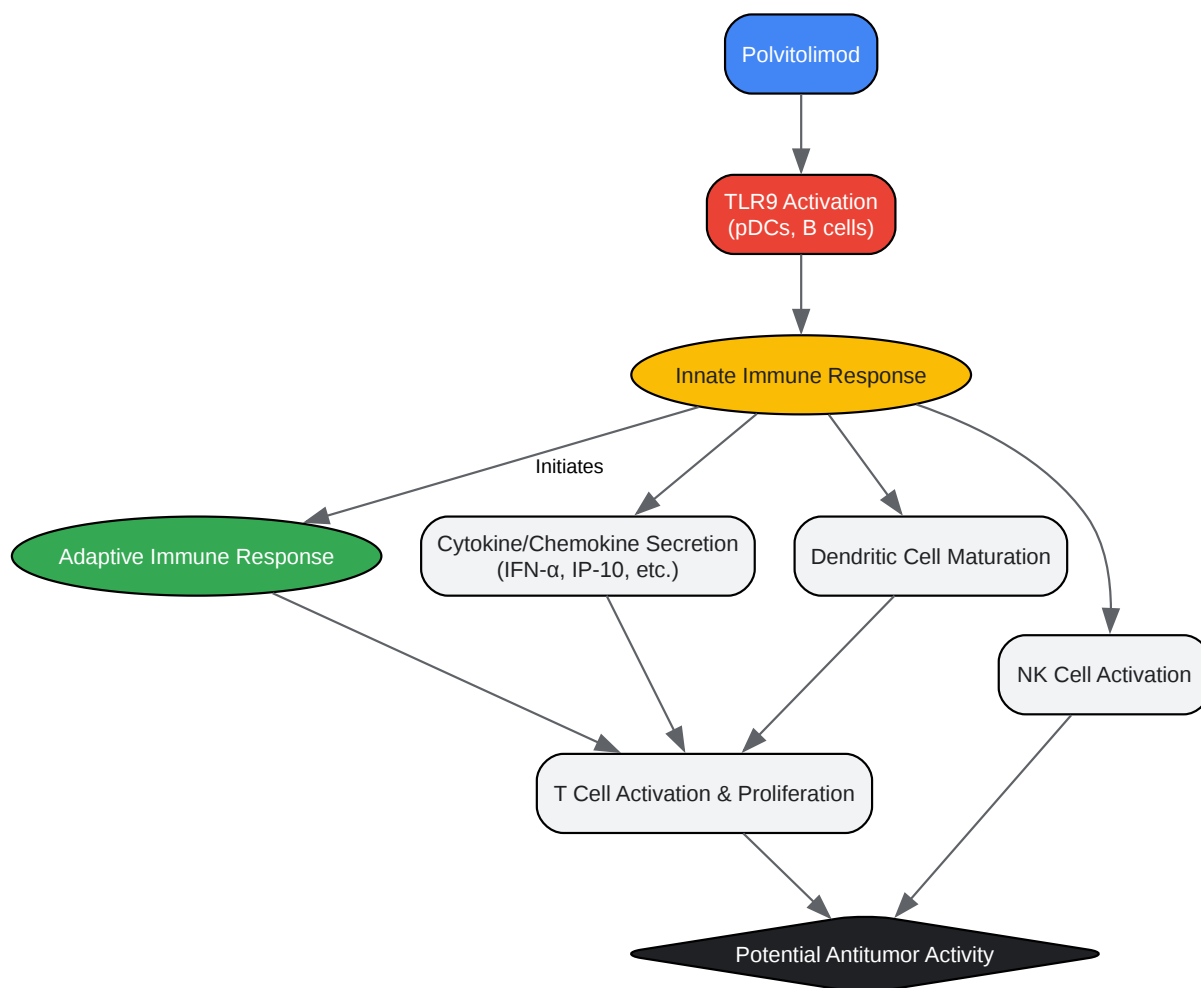 Polvitolimod
TLR9 Activation
(pDCs, B cells)
Innate Immune Response
Initiates
Adaptive Immune Response
Cytokine/Chemokine Secretion
(IFN-α, IP-10, etc.)
Dendritic Cell Maturation
NK Cell Activation
T Cell Activation & Proliferation
Potential Antitumor Activity